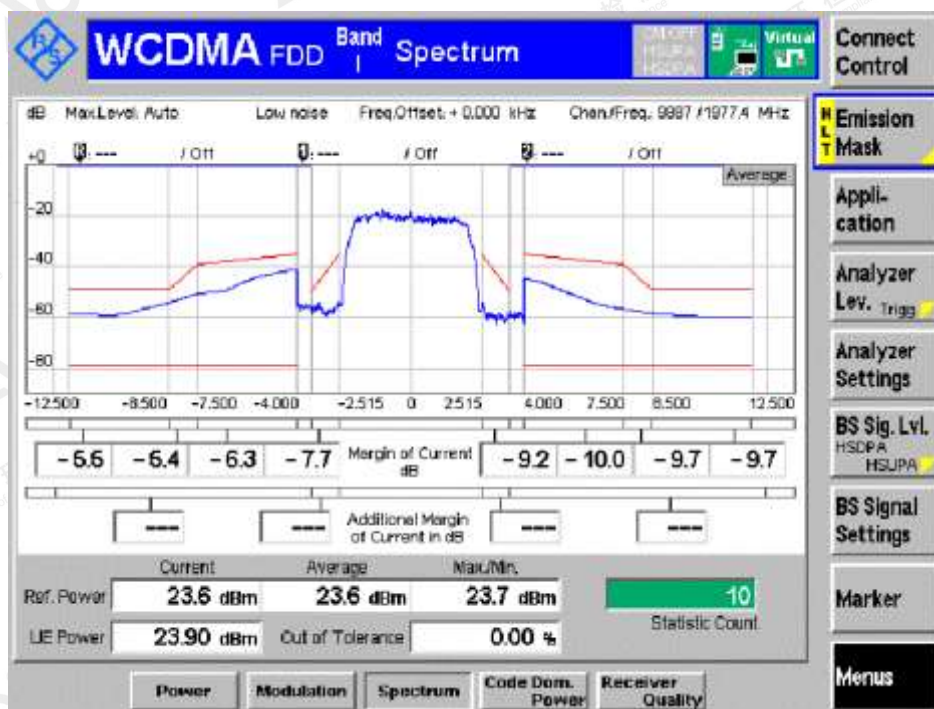 WCDMA FDD Band I Spectrum
Virtual
Connect Control
dB Max.Level: Auto Low noise Freq.Offset: + 0.000 kHz Chan./Freq.: 9887 / 1977.4 MHz
--- / Off --- / Off --- / Off
Average
+0
-20
-40
-60
-80
-12.500 -8.500 -7.500 -4.000 -2.515 0 2.515 4.000 7.500 8.500 12.500
-6.6 -6.4 -6.3 -7.7 Margin of Current dB -9.2 -10.0 -9.7 -9.7
--- --- Additional Margin of Current in dB --- ---
Current Average Max./Min.
Ref. Power 23.6 dBm 23.6 dBm 23.7 dBm 10
Statistic Count
UE Power 23.90 dBm Out of Tolerance 0.00 %
Power Modulation Spectrum Code Dom. Power Receiver Quality
HLT
Emission Mask
Appli-
cation
Analyzer
Lev. Trigg
Analyzer
Settings
BS Sig. Lvl.
HSDPA
HSUPA
BS Signal
Settings
Marker
Menus